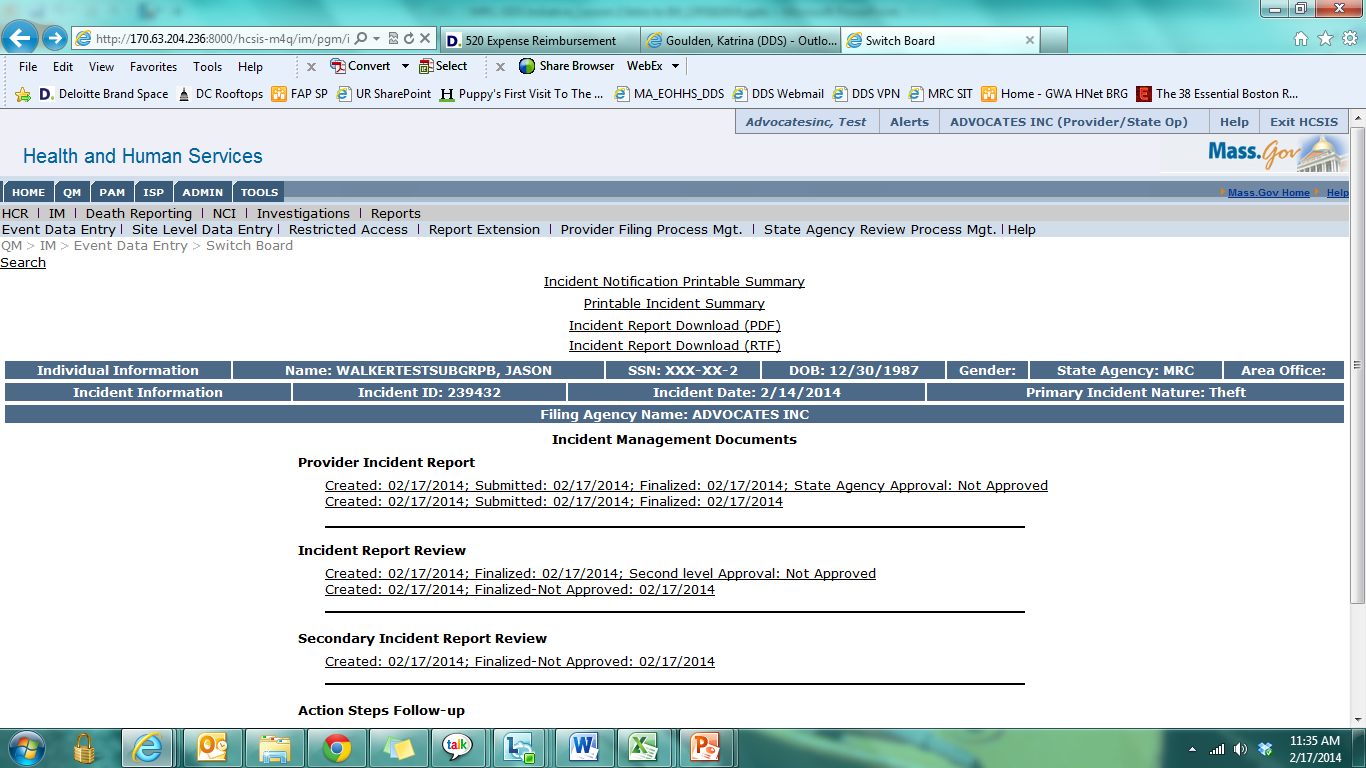 http://170.63.204.236:8000/hcsis-m4q/im/pgm/i
520 Expense Reimbursement
Goulden, Katrina (DDS) - Outlo...
Switch Board
File Edit View Favorites Tools Help
Convert
Select
Share Browser
WebEx
Deloitte Brand Space
DC Rooftops
FAP SP
UR SharePoint
Puppy's First Visit To The ...
MA_EOHHS_DDS
DDS Webmail
DDS VPN
MRC SIT
Home - GWA HNet BRG
The 38 Essential Boston R...
Advocatesinc, Test
Alerts
ADVOCATES INC (Provider/State Op)
Help
Exit HCSIS
Health and Human Services
Mass.Gov
HOME QM PAM ISP ADMIN TOOLS
Mass.Gov Home Help
HCR | IM | Death Reporting | NCI | Investigations | Reports
Event Data Entry | Site Level Data Entry | Restricted Access | Report Extension | Provider Filing Process Mgt. | State Agency Review Process Mgt. | Help
QM > IM > Event Data Entry > Switch Board
Search
Incident Notification Printable Summary
Printable Incident Summary
Incident Report Download (PDF)
Incident Report Download (RTF)
Individual Information Name: WALKERTESTSUBGRPB, JASON SSN: XXX-XX-2 DOB: 12/30/1987 Gender: State Agency: MRC Area Office:
Incident Information Incident ID: 239432 Incident Date: 2/14/2014 Primary Incident Nature: Theft
Filing Agency Name: ADVOCATES INC
Incident Management Documents
Provider Incident Report
Created: 02/17/2014; Submitted: 02/17/2014; Finalized: 02/17/2014; State Agency Approval: Not Approved
Created: 02/17/2014; Submitted: 02/17/2014; Finalized: 02/17/2014
Incident Report Review
Created: 02/17/2014; Finalized: 02/17/2014; Second level Approval: Not Approved
Created: 02/17/2014; Finalized-Not Approved: 02/17/2014
Secondary Incident Report Review
Created: 02/17/2014; Finalized-Not Approved: 02/17/2014
Action Steps Follow-up
talk
11:35 AM
2/17/2014